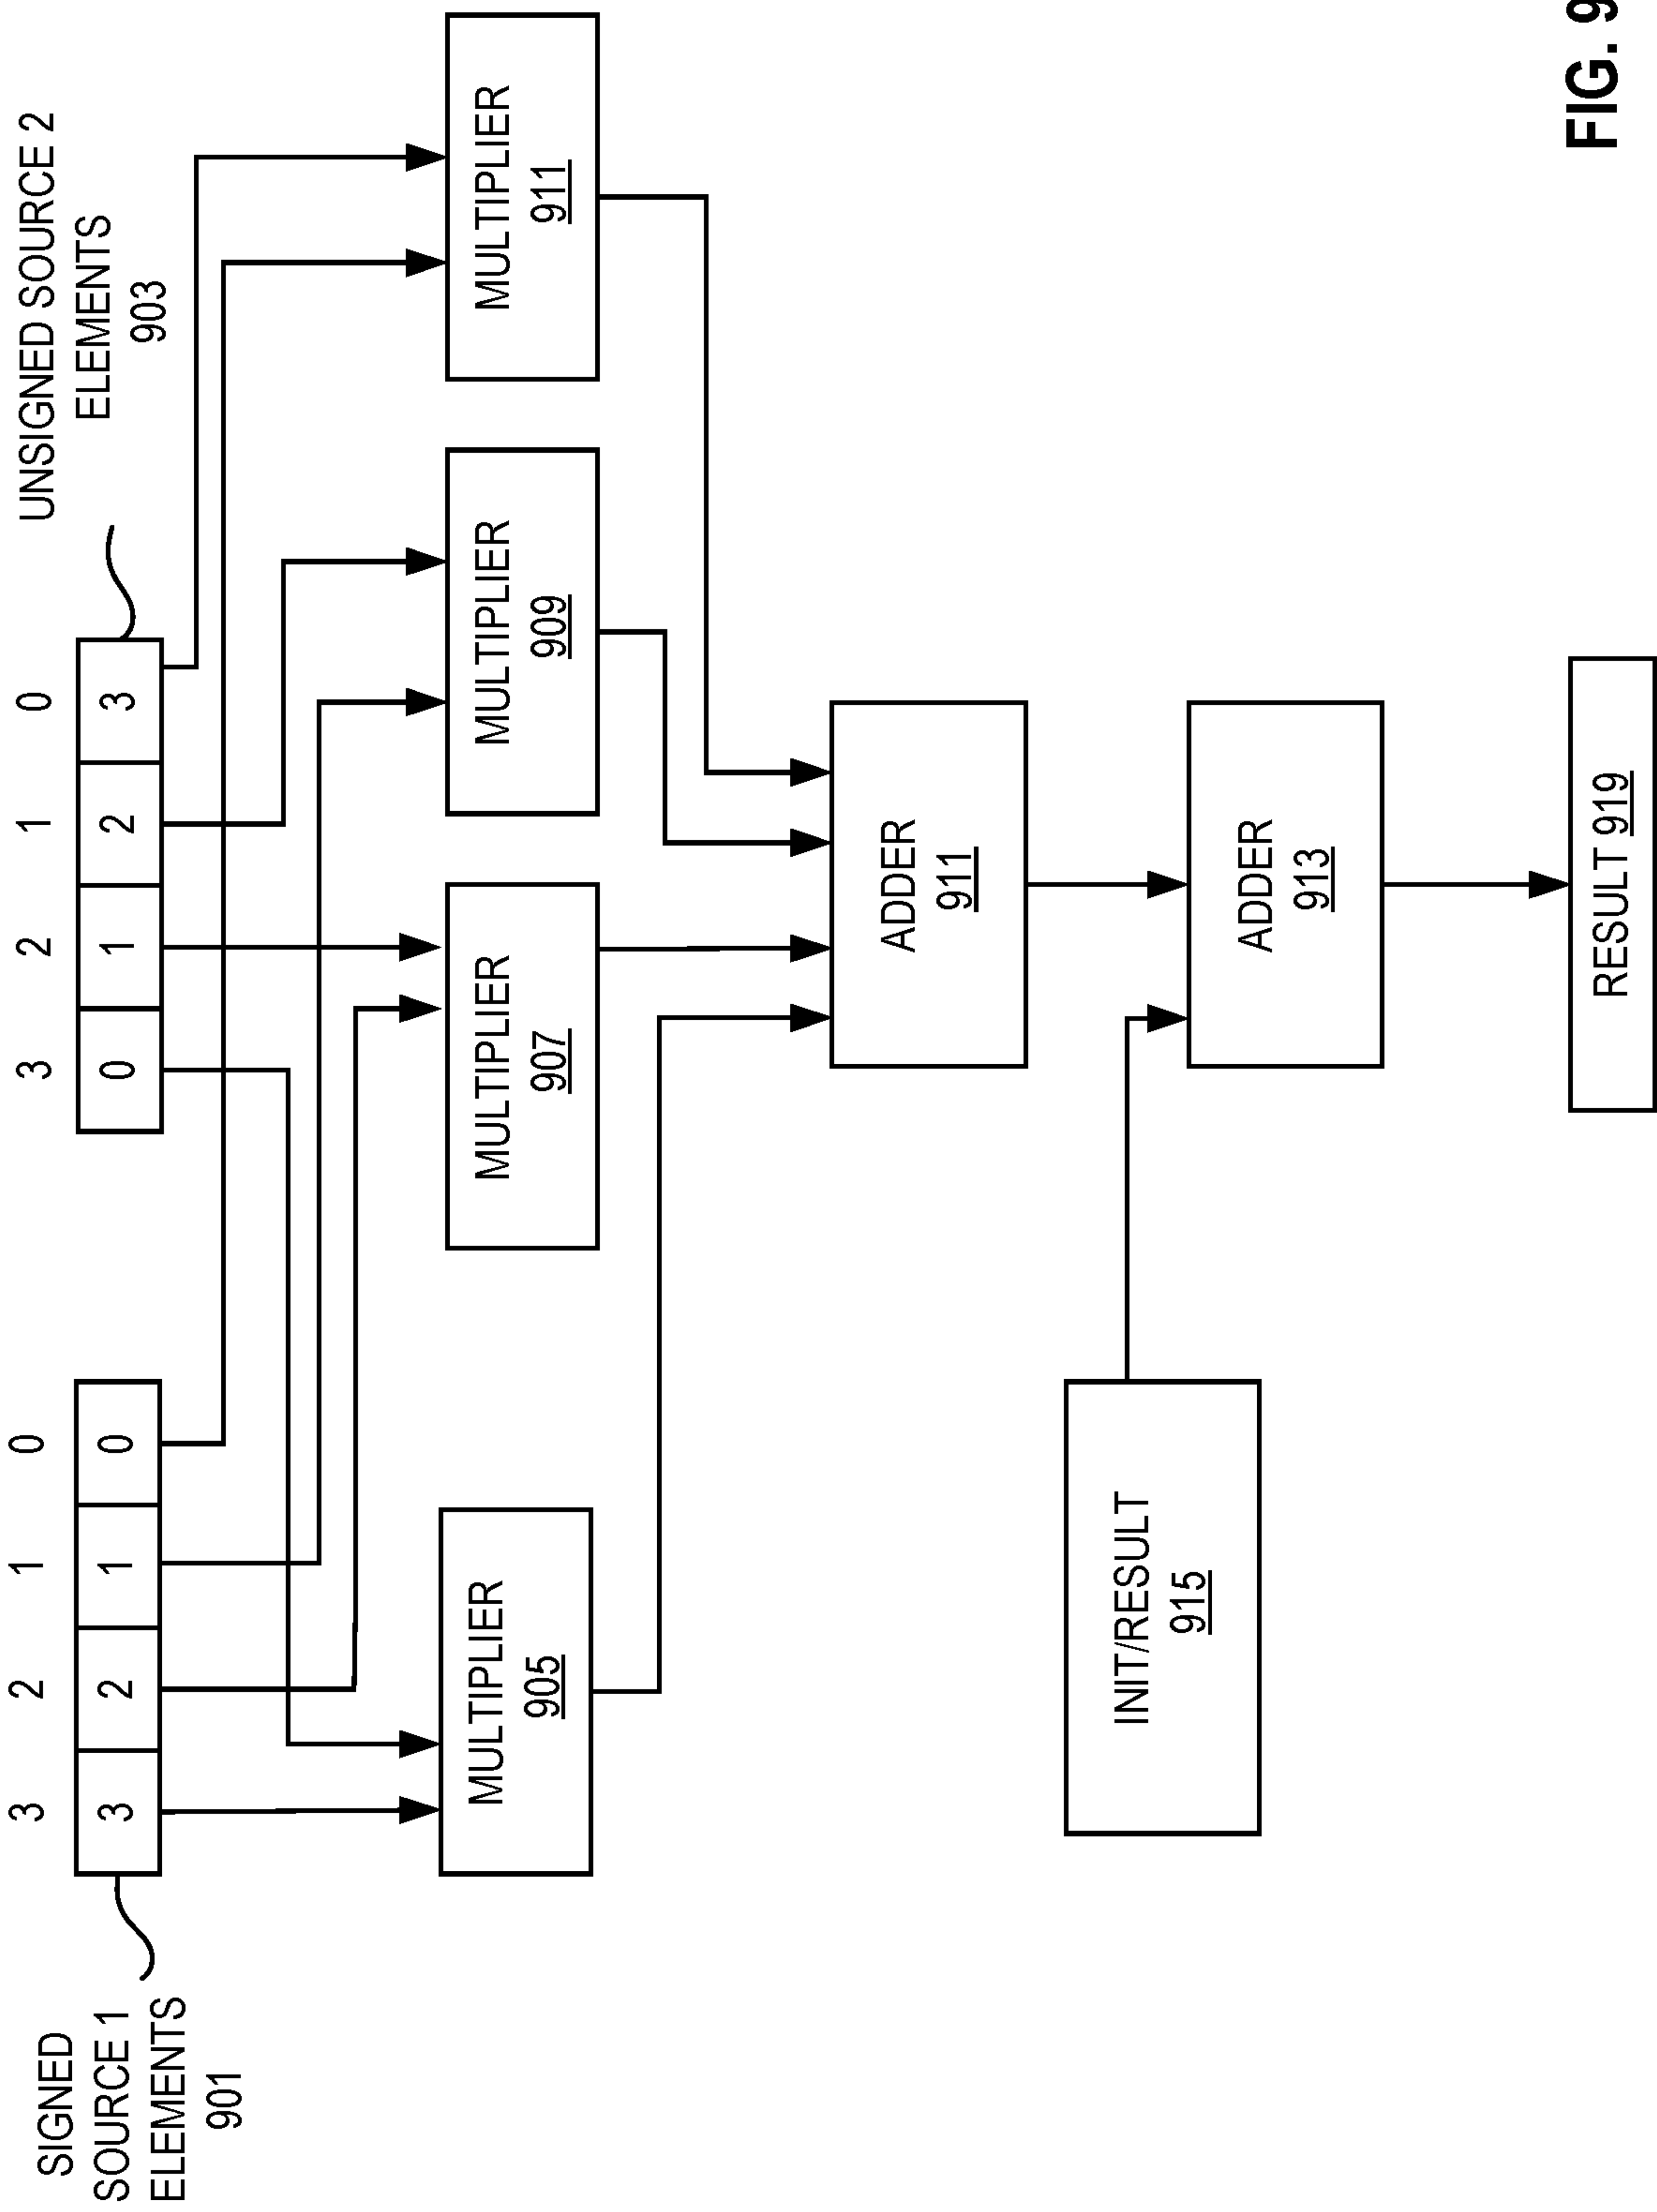 UNSIGNED SOURCE 2
ELEMENTS
903
SIGNED
SOURCE 1
ELEMENTS
901
3 2 1 0
3 2 1 0
3 2 1 0
0 1 2 3
MULTIPLIER
905
MULTIPLIER
907
MULTIPLIER
909
MULTIPLIER
911
ADDER
911
INIT/RESULT
915
ADDER
913
RESULT 919
FIG. 9